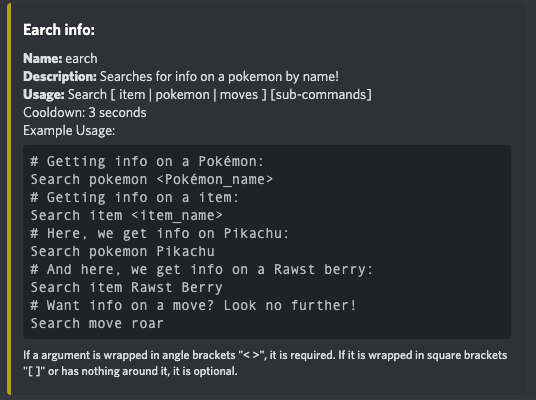 Earch info:
Name: earch
Description: Searches for info on a pokemon by name!
Usage: Search [ item | pokemon | moves ] [sub-commands]
Cooldown: 3 seconds
Example Usage:
# Getting info on a Pokémon:
Search pokemon <Pokémon_name>
# Getting info on a item:
Search item <item_name>
# Here, we get info on Pikachu:
Search pokemon Pikachu
# And here, we get info on a Rawst berry:
Search item Rawst Berry
# Want info on a move? Look no further!
Search move roar
If a argument is wrapped in angle brackets "< >", it is required. If it is wrapped in square brackets
"[ ]" or has nothing around it, it is optional.